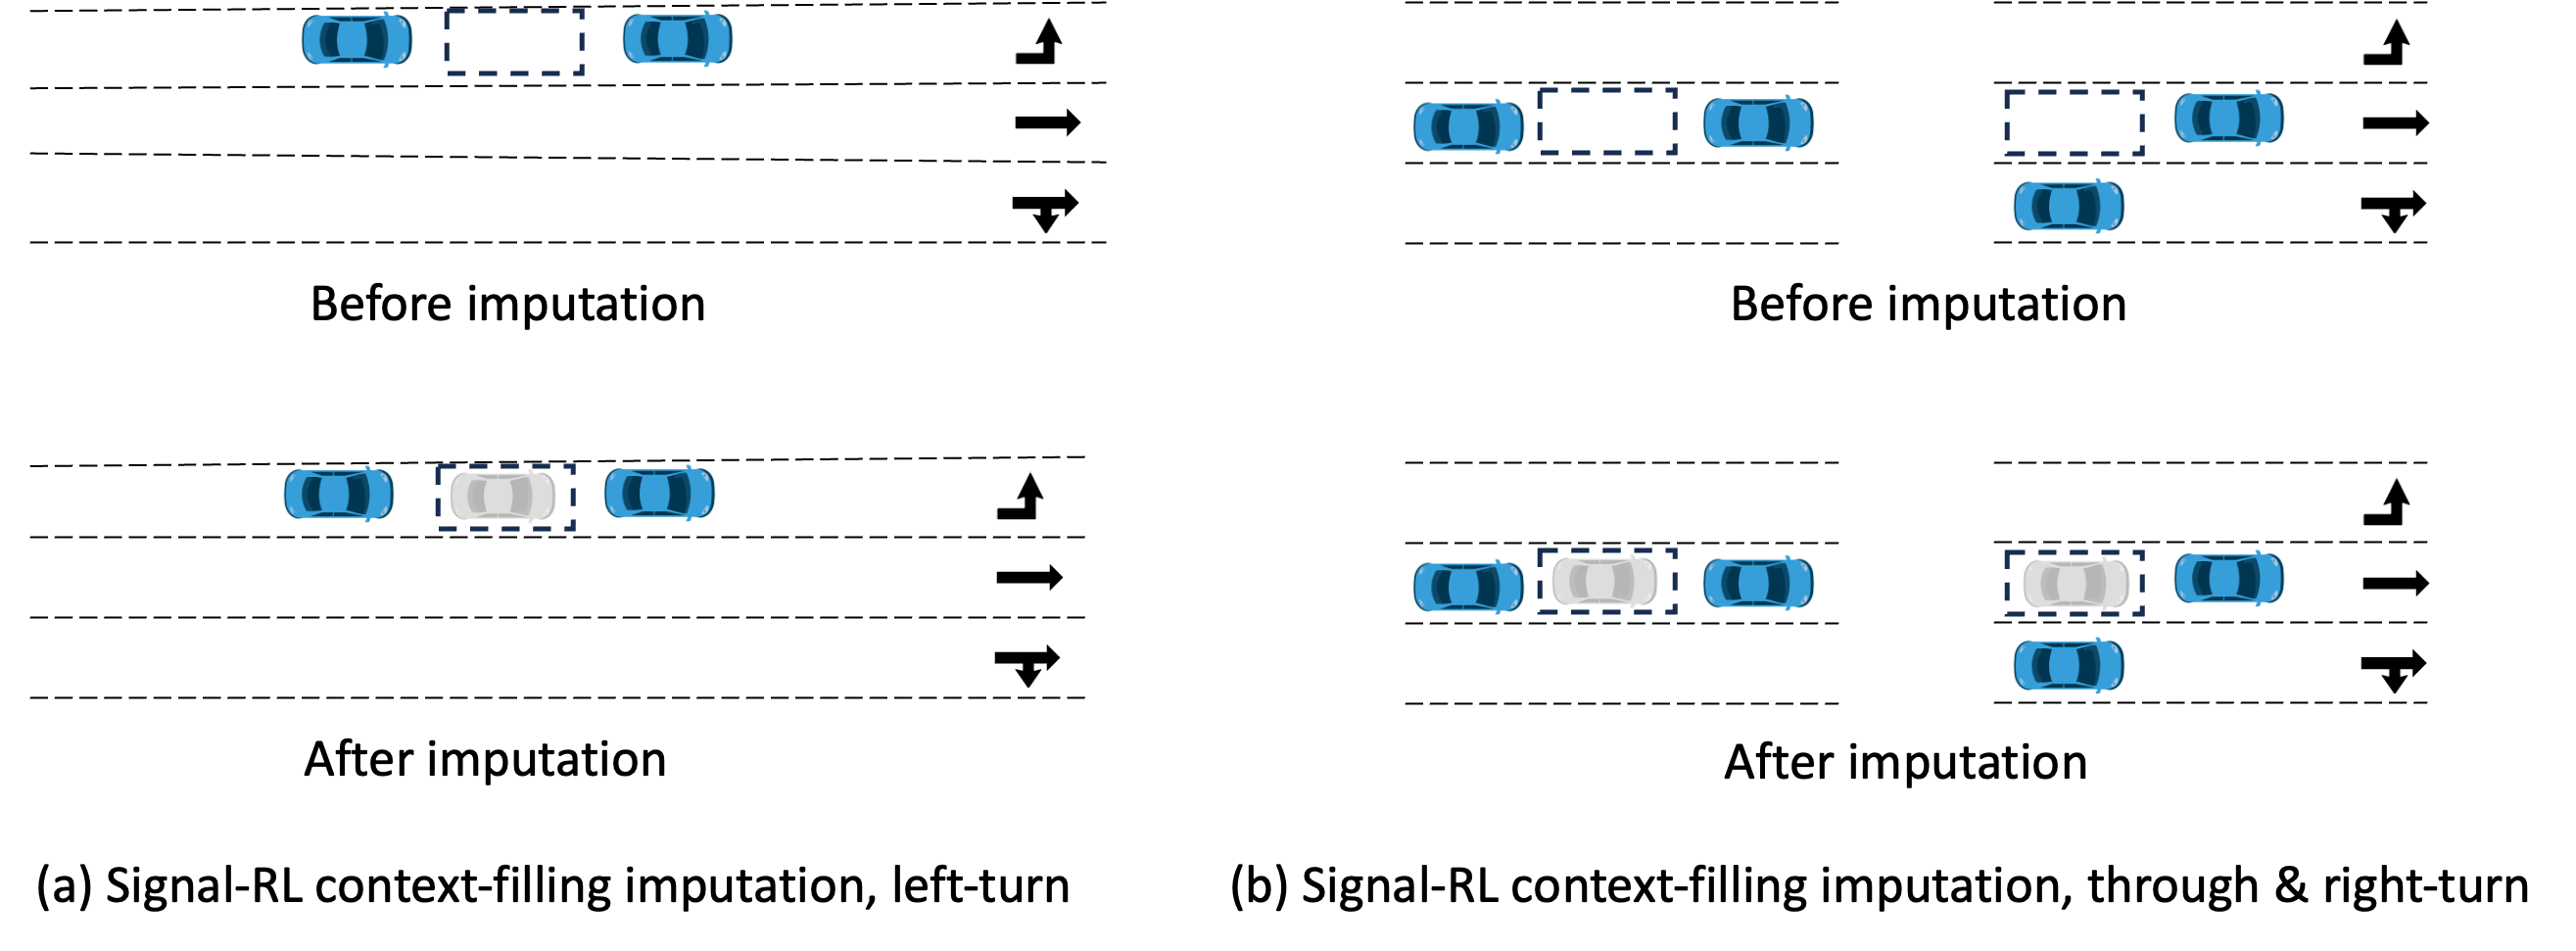 Before imputation
Before imputation
After imputation
After imputation
(a) Signal-RL context-filling imputation, left-turn
(b) Signal-RL context-filling imputation, through & right-turn